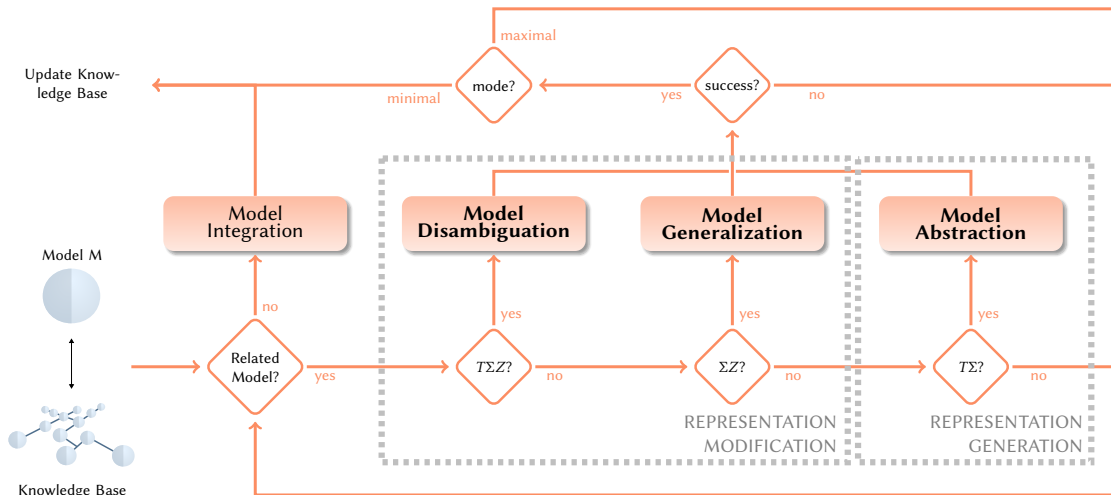 maximal
Update Know-
ledge Base
mode?
success?
minimal
yes
no
Model
Integration
Model
Disambiguation
Model
Generalization
Model
Abstraction
Model M
no
yes
yes
yes
Related
Model?
yes
TΣZ?
no
ΣZ?
no
TΣ?
no
REPRESENTATION
MODIFICATION
REPRESENTATION
GENERATION
Knowledge Base